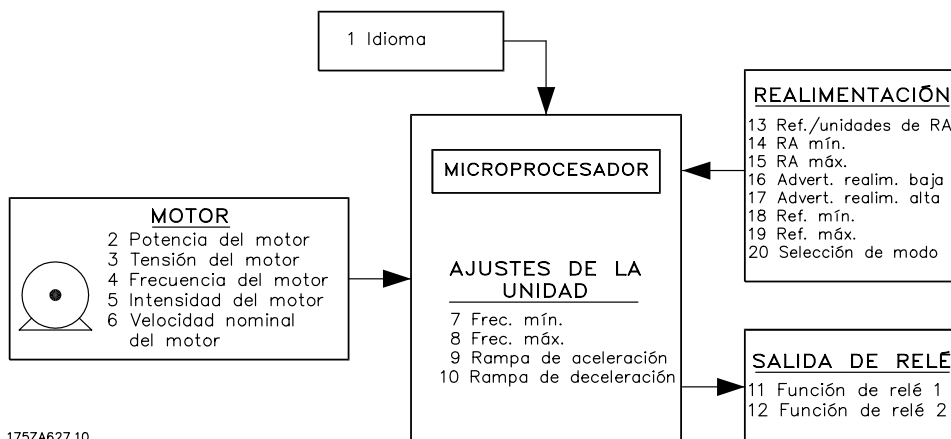 1 Idioma
MOTOR
2 Potencia del motor
3 Tensión del motor
4 Frecuencia del motor
5 Intensidad del motor
6 Velocidad nominal
del motor
MICROPROCESADOR
AJUSTES DE LA
UNIDAD
7 Frec. mín.
8 Frec. máx.
9 Rampa de aceleración
10 Rampa de deceleración
REALIMENTACIÓN
13 Ref./unidades de RA
14 RA mín.
15 RA máx.
16 Advert. realim. baja
17 Advert. realim. alta
18 Ref. mín.
19 Ref. máx.
20 Selección de modo
SALIDA DE RELÉ
11 Función de relé 1
12 Función de relé 2
175ZA627.10